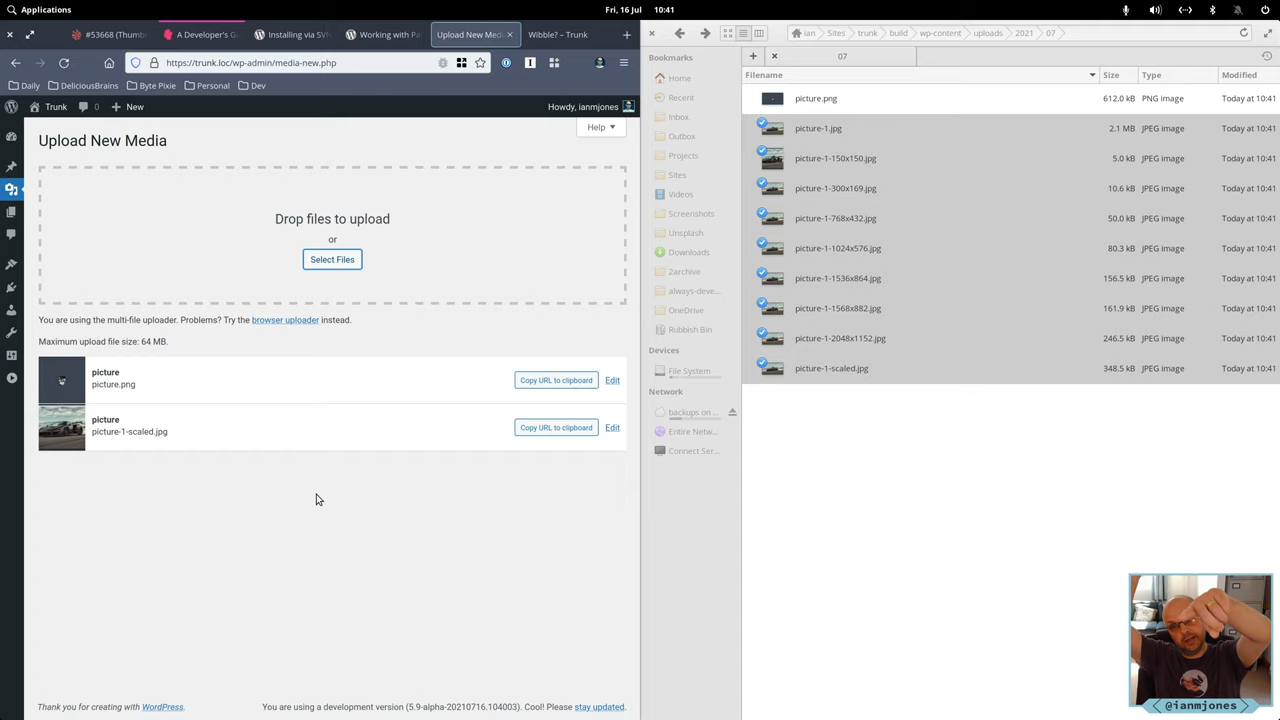 Applications
Fri, 16 Jul 10:41
#53668 (Thumb
A Developer's Gu
Installing via SVN
Working with Pa
Upload New Media
Wibble? – Trunk
https://trunk.loc/wp-admin/media-new.php
Daily
DeliciousBrains
Byte Pixie
Personal
Dev
Trunk
0
New
Howdy, ianmjones
Help
Upload New Media
Drop files to upload
or
Select Files
You are using the multi-file uploader. Problems? Try the browser uploader instead.
Maximum upload file size: 64 MB.
picture
picture.png
Copy URL to clipboard
Edit
picture
picture-1-scaled.jpg
Copy URL to clipboard
Edit
Thank you for creating with WordPress.
You are using a development version (5.9-alpha-20210716.104003). Cool! Please stay updated.
ian
Sites
trunk
build
wp-content
uploads
2021
07
07
Bookmarks
Home
Recent
Inbox
Outbox
Projects
Sites
Videos
Screenshots
Unsplash
Downloads
2archive
always-deve...
OneDrive
Rubbish Bin
Devices
File System
Network
backups on ...
Entire Netw...
Connect Ser...
Filename Size Type Modified
picture.png 612.0 kB PNG image Today at 10:41
picture-1.jpg 2.1 MB JPEG image Today at 10:41
picture-1-150x150.jpg 5.0 kB JPEG image Today at 10:41
picture-1-300x169.jpg 10.6 kB JPEG image Today at 10:41
picture-1-768x432.jpg 50.0 kB JPEG image Today at 10:41
picture-1-1024x576.jpg 80.3 kB JPEG image Today at 10:41
picture-1-1536x864.jpg 156.5 kB JPEG image Today at 10:41
picture-1-1568x882.jpg 161.9 kB JPEG image Today at 10:41
picture-1-2048x1152.jpg 246.5 kB JPEG image Today at 10:41
picture-1-scaled.jpg 348.5 kB JPEG image Today at 10:41
@ianmjones